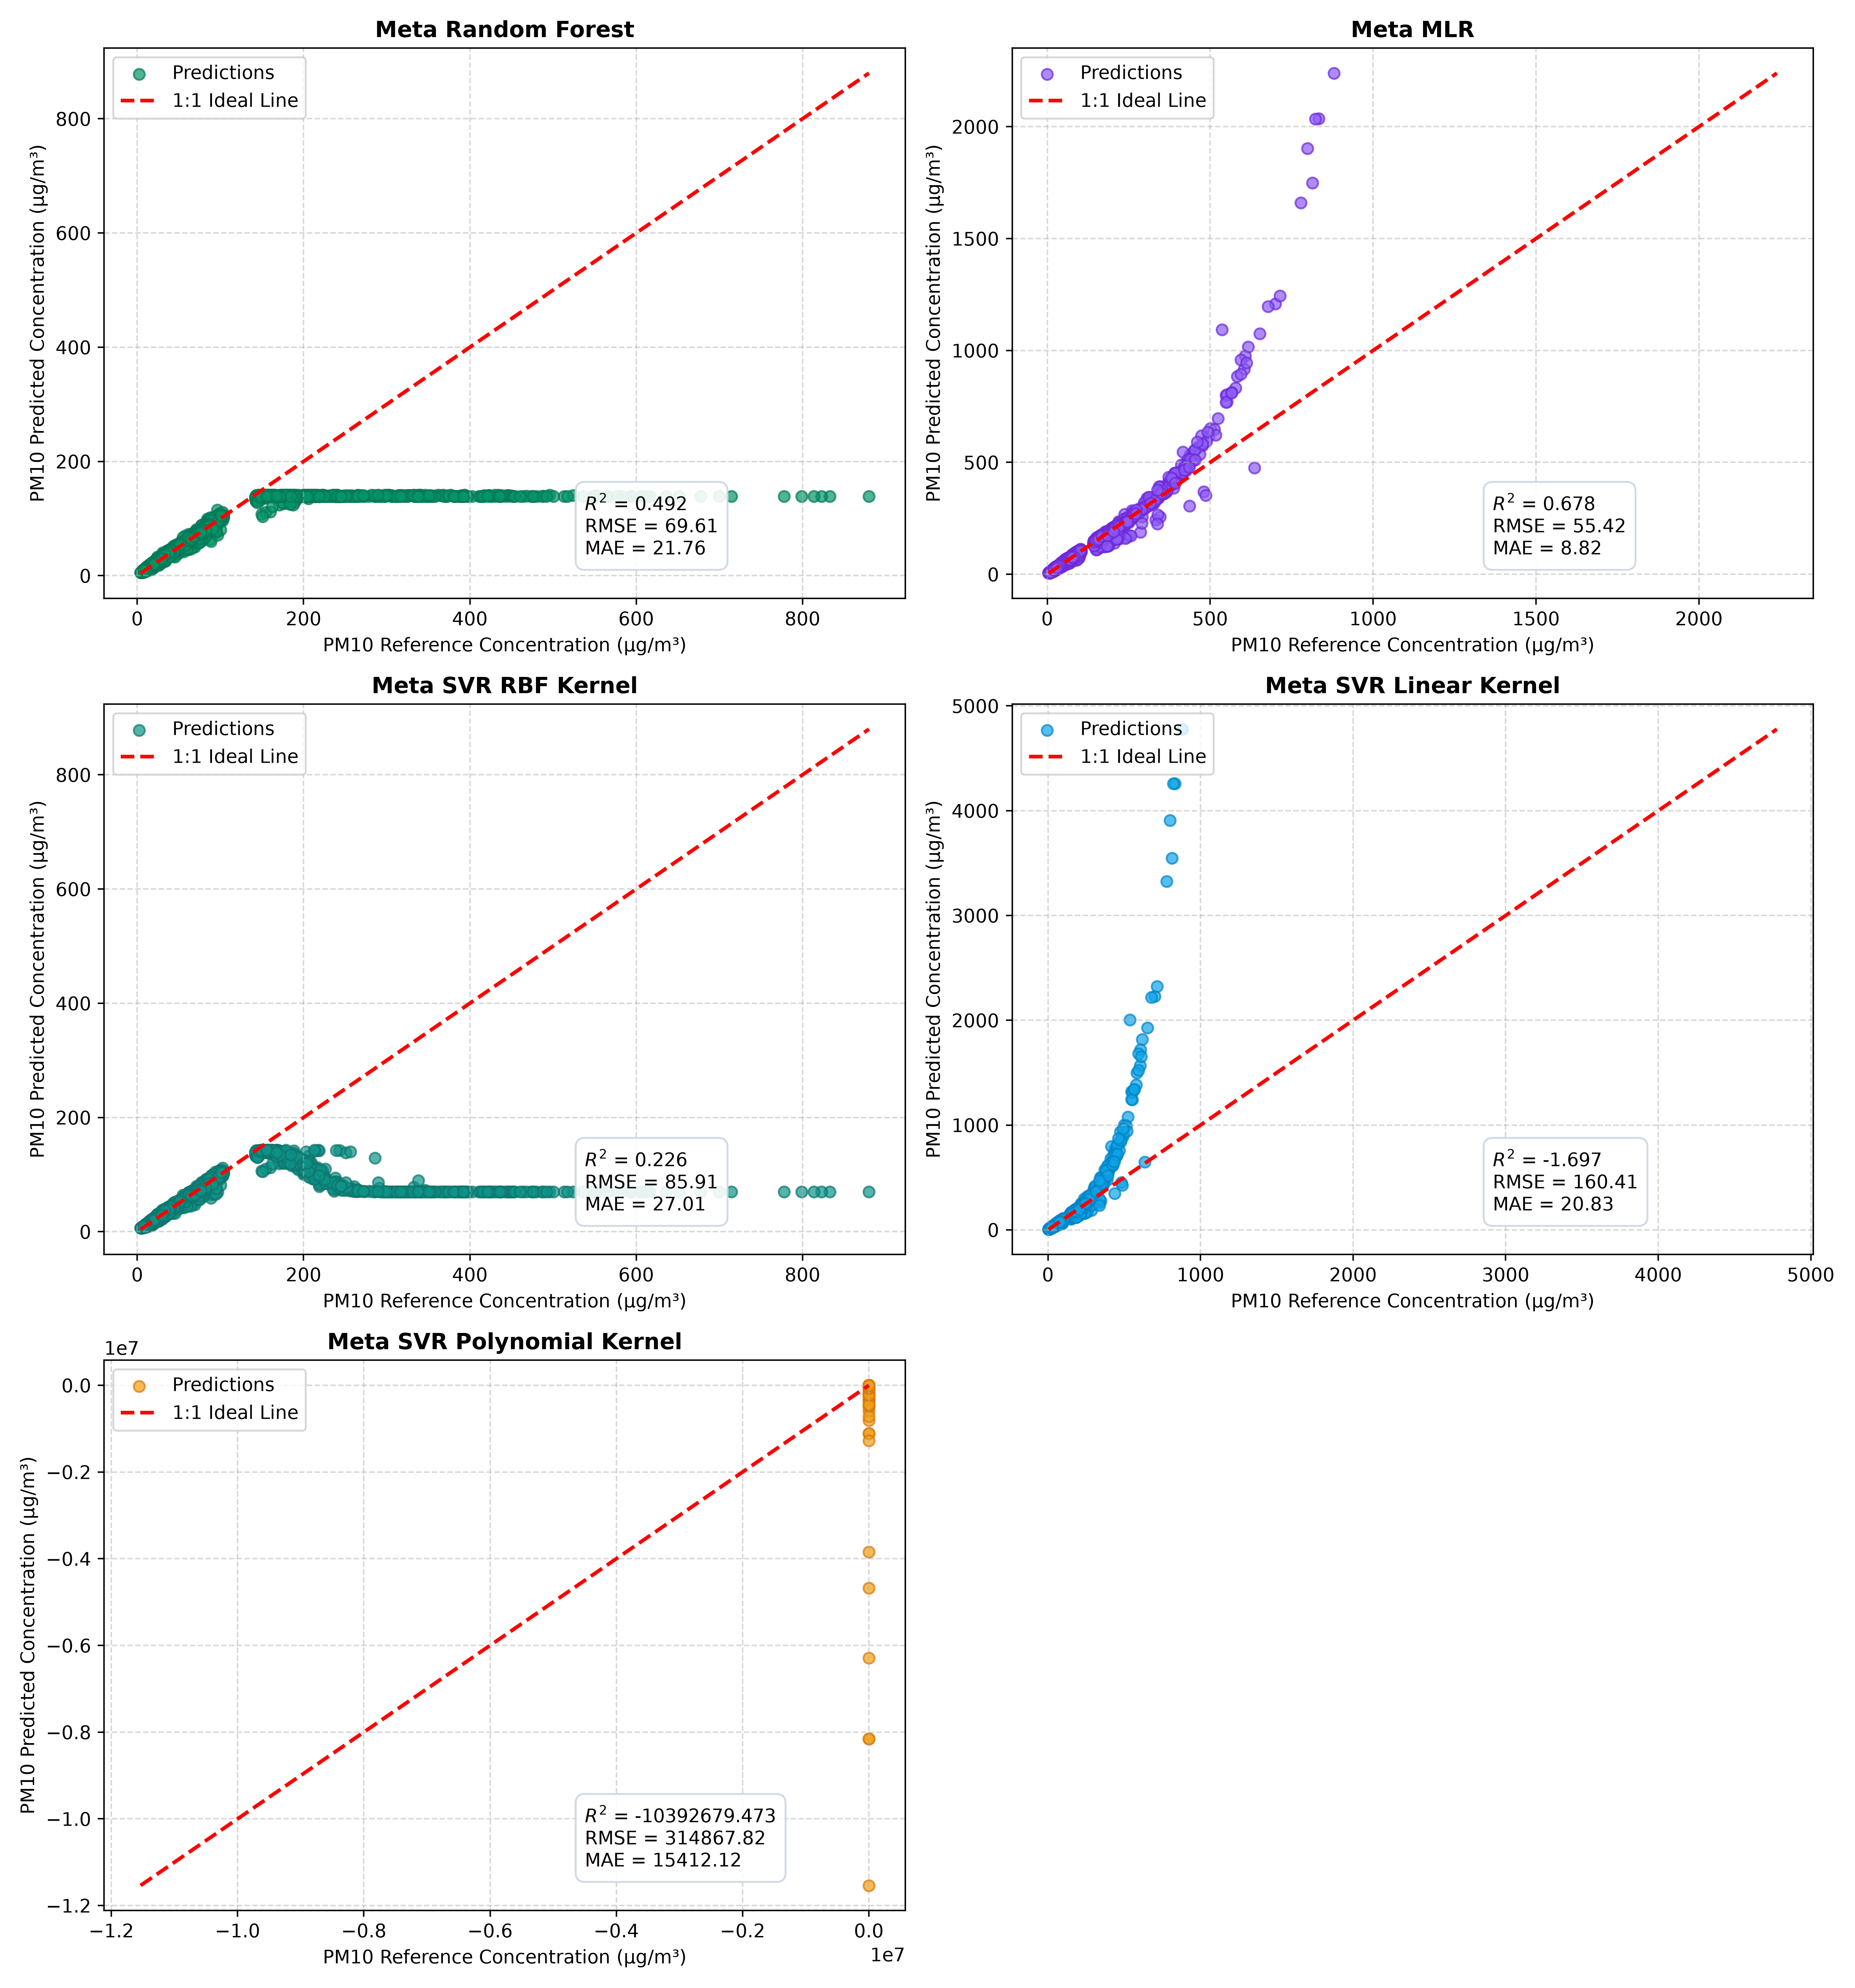 Meta Random Forest
Predictions
1:1 Ideal Line
PM10 Predicted Concentration (μg/m³)
800
600
400
200
0
R² = 0.492
RMSE = 69.61
MAE = 21.76
0 200 400 600 800
PM10 Reference Concentration (μg/m³)
Meta MLR
Predictions
1:1 Ideal Line
PM10 Predicted Concentration (μg/m³)
2000
1500
1000
500
0
R² = 0.678
RMSE = 55.42
MAE = 8.82
0 500 1000 1500 2000
PM10 Reference Concentration (μg/m³)
Meta SVR RBF Kernel
Predictions
1:1 Ideal Line
PM10 Predicted Concentration (μg/m³)
800
600
400
200
0
R² = 0.226
RMSE = 85.91
MAE = 27.01
0 200 400 600 800
PM10 Reference Concentration (μg/m³)
Meta SVR Linear Kernel
Predictions
1:1 Ideal Line
PM10 Predicted Concentration (μg/m³)
5000
4000
3000
2000
1000
0
R² = -1.697
RMSE = 160.41
MAE = 20.83
0 1000 2000 3000 4000 5000
PM10 Reference Concentration (μg/m³)
Meta SVR Polynomial Kernel
1e7
Predictions
1:1 Ideal Line
PM10 Predicted Concentration (μg/m³)
0.0
−0.2
−0.4
−0.6
−0.8
−1.0
−1.2
R² = -10392679.473
RMSE = 314867.82
MAE = 15412.12
−1.2 −1.0 −0.8 −0.6 −0.4 −0.2 0.0
1e7
PM10 Reference Concentration (μg/m³)